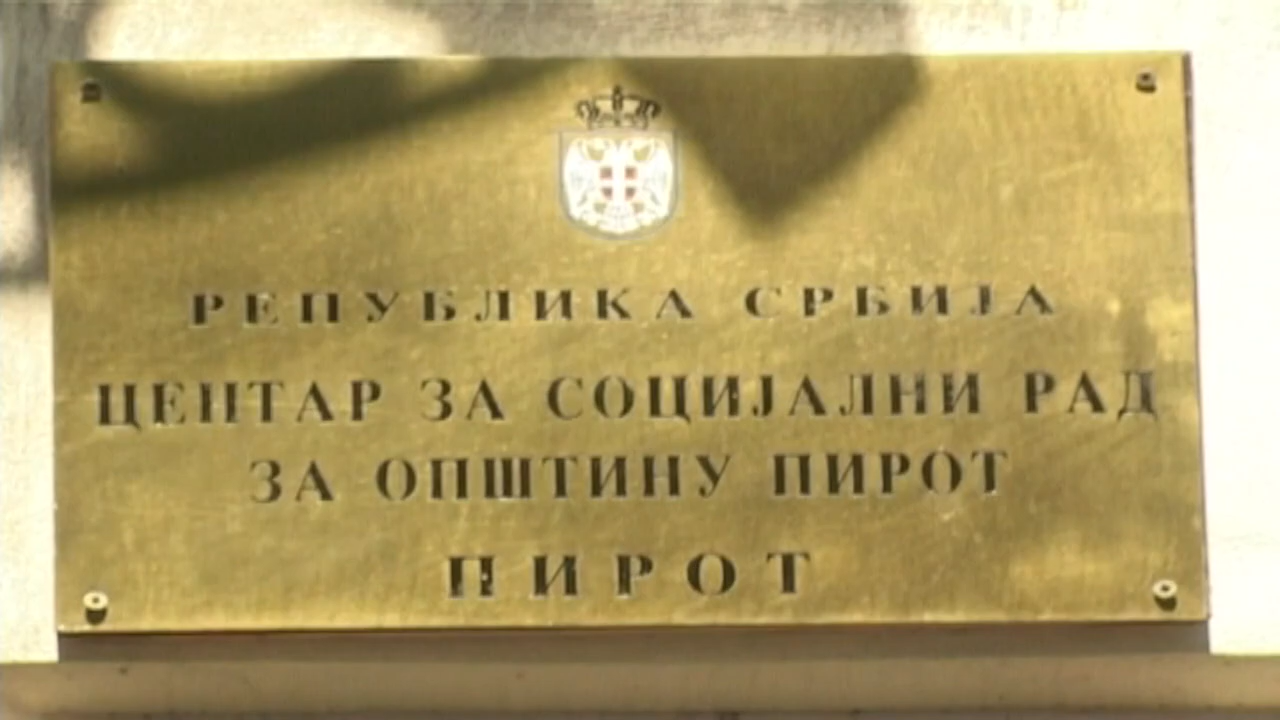 РЕПУБЛИКА СРБИЈА
ЦЕНТАР ЗА СОЦИЈАЛНИ РАД
ЗА ОПШТИНУ ПИРОТ
ПИРОТ